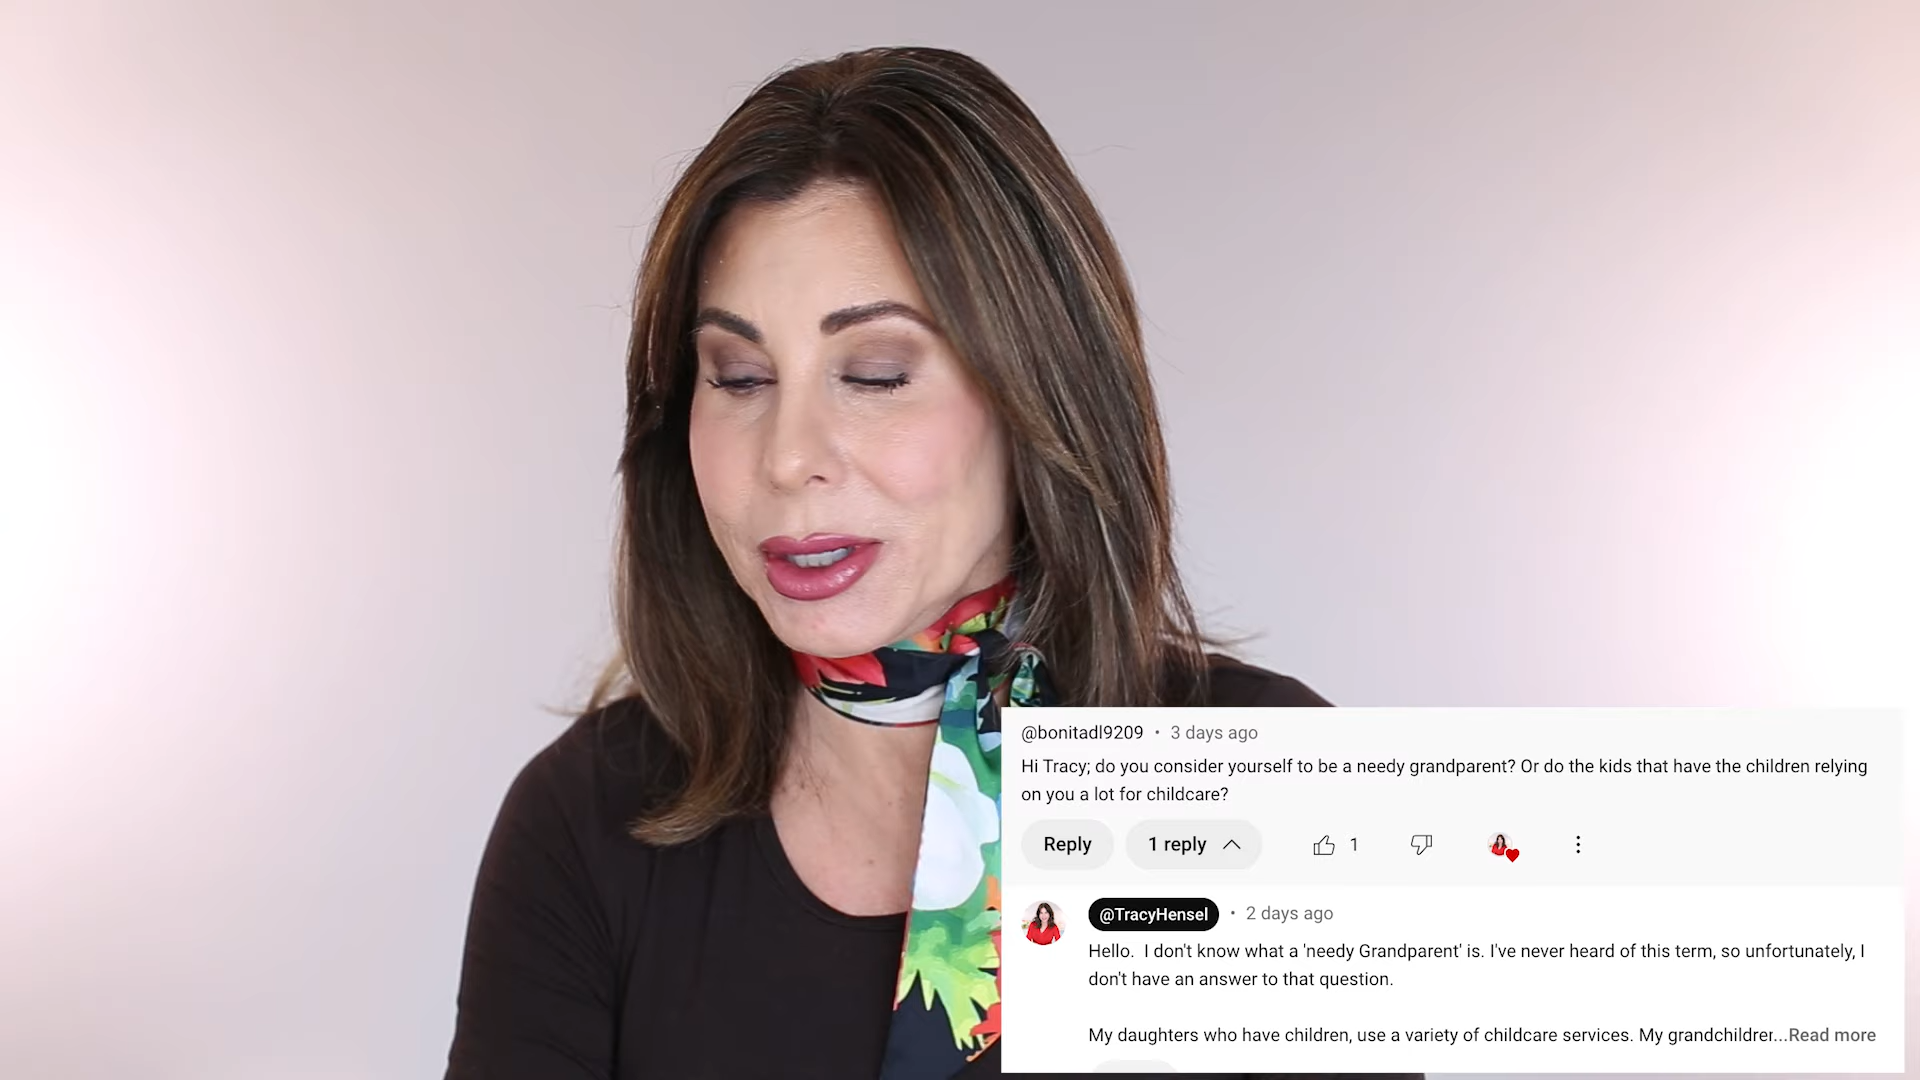 @bonitadl9209 • 3 days ago
Hi Tracy; do you consider yourself to be a needy grandparent? Or do the kids that have the children relying
on you a lot for childcare?
Reply 1 reply 1
@TracyHensel • 2 days ago
Hello.  I don't know what a 'needy Grandparent' is. I've never heard of this term, so unfortunately, I
don't have an answer to that question.
My daughters who have children, use a variety of childcare services. My grandchildrer...Read more